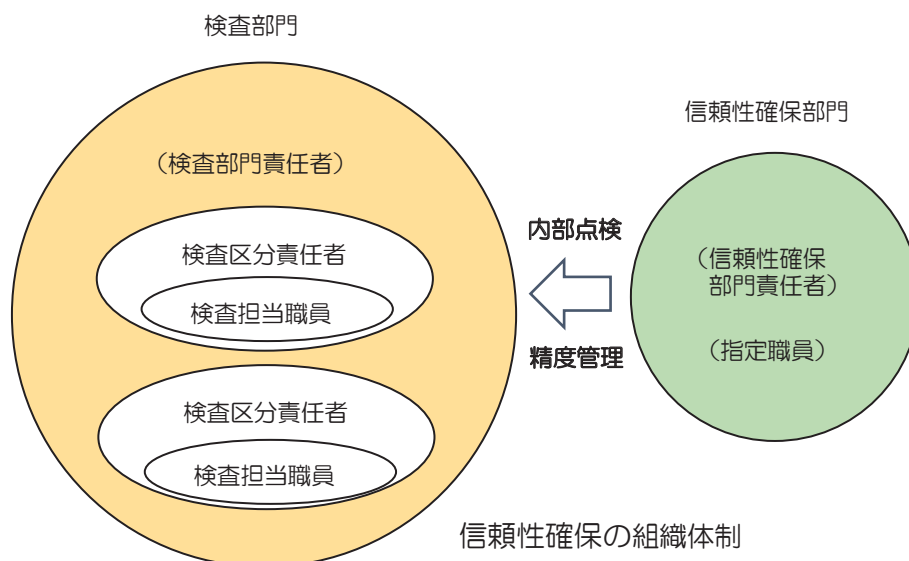 検査部門
(検査部門責任者)
検査区分責任者
検査担当職員
検査区分責任者
検査担当職員
内部点検
精度管理
信頼性確保部門
(信頼性確保
部門責任者)
(指定職員)
信頼性確保の組織体制